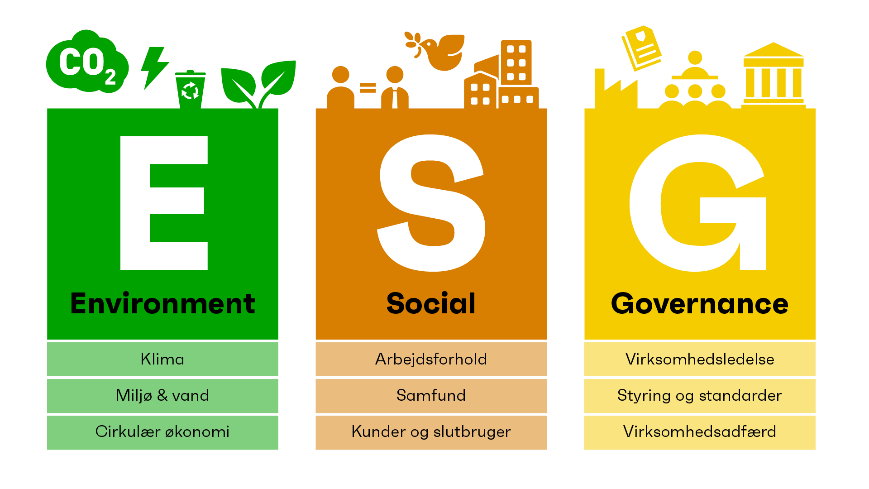 CO2
E
Environment
Klima
Miljø & vand
Cirkulær økonomi
S
Social
Arbejdsforhold
Samfund
Kunder og slutbruger
G
Governance
Virksomhedsledelse
Styring og standarder
Virksomhedsadfærd